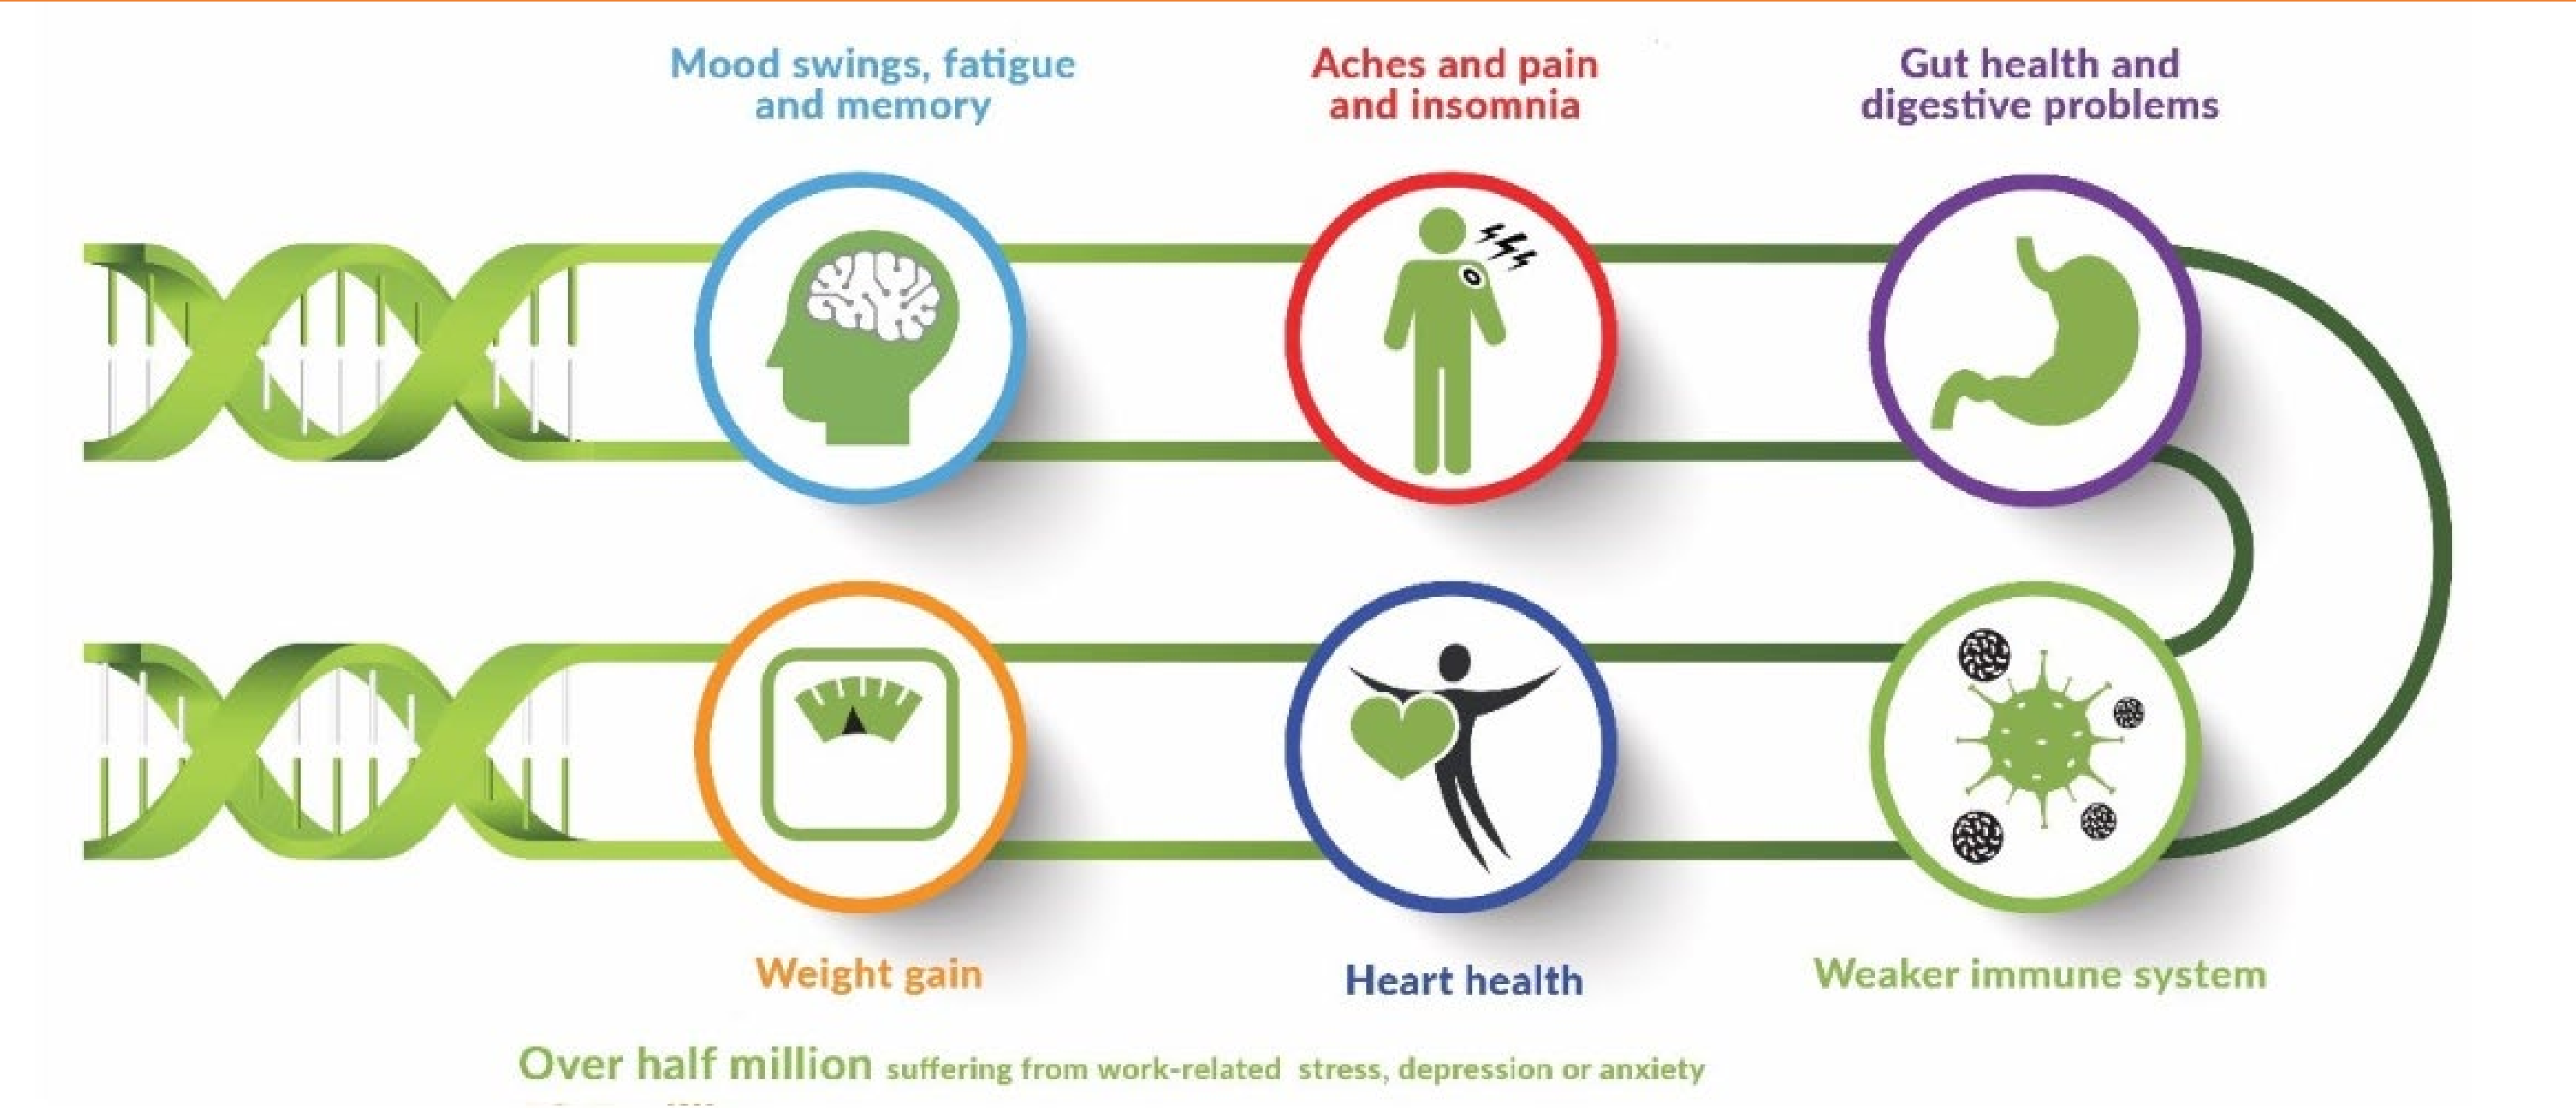 Mood swings, fatigue
and memory
Aches and pain
and insomnia
Gut health and
digestive problems
Weight gain
Heart health
Weaker immune system
Over half million suffering from work-related stress, depression or anxiety